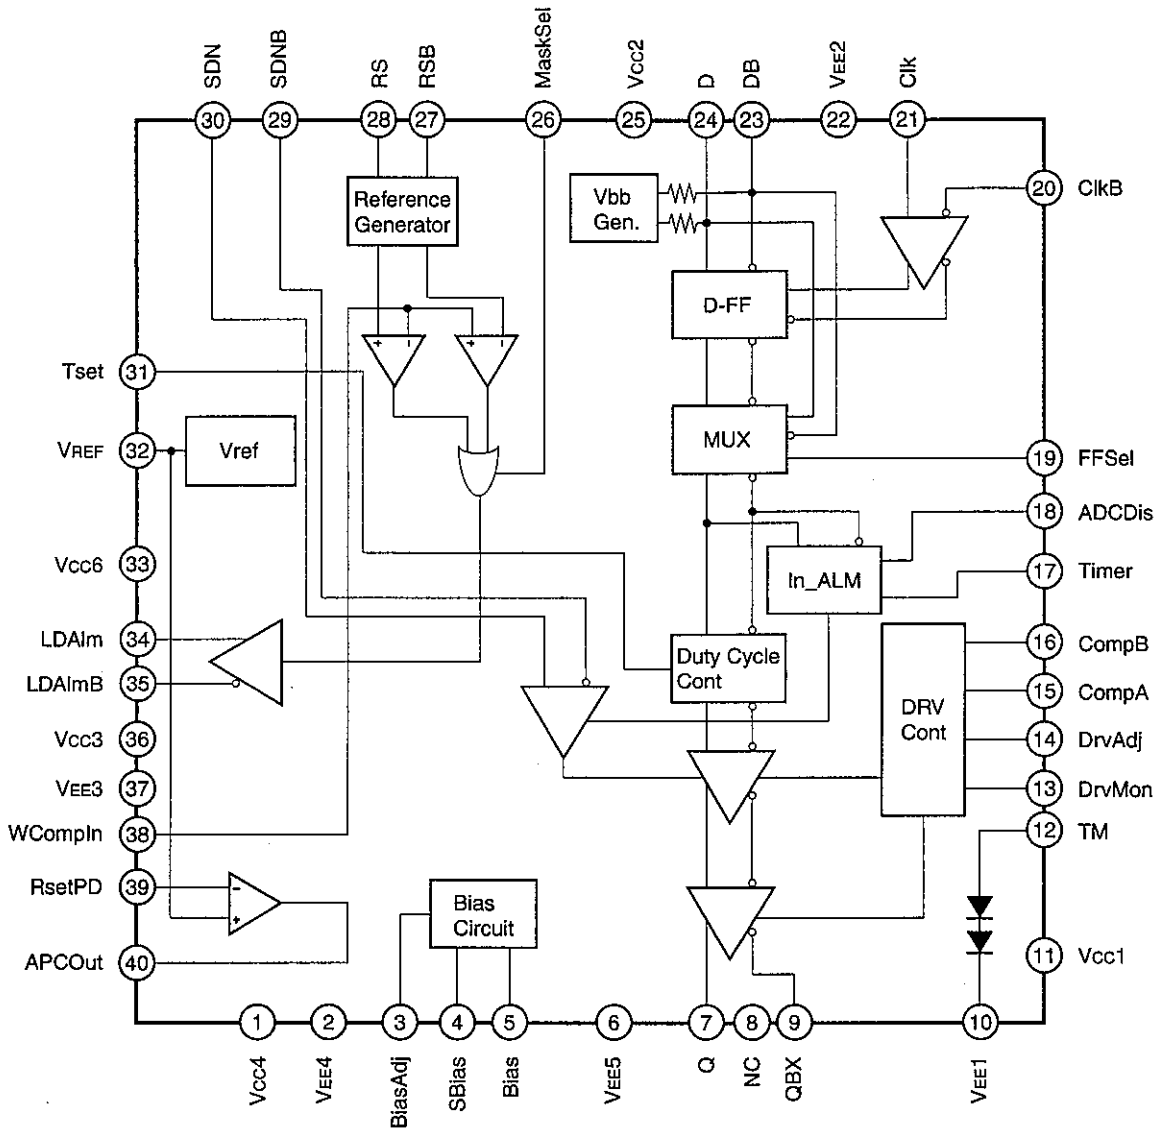 SDN
SDNB
RS
RSB
MaskSel
VCC2
D
DB
VEE2
Clk
30
29
28
27
26
25
24
23
22
21
20
ClkB
Reference
Generator
Vbb
Gen.
D-FF
+
-
+
-
Tset
31
VREF
32
Vref
MUX
19
FFSel
18
ADCDis
VCC6
33
In_ALM
17
Timer
LDAlm
34
LDAlmB
35
Duty Cycle
Cont
16
CompB
15
CompA
DRV
Cont
VCC3
36
14
DrvAdj
VEE3
37
13
DrvMon
WCompIn
38
12
TM
RsetPD
39
-
+
Bias
Circuit
APCOut
40
11
VCC1
1
2
3
4
5
6
7
8
9
10
VCC4
VEE4
BiasAdj
SBias
Bias
VEE5
Q
NC
QBX
VEE1